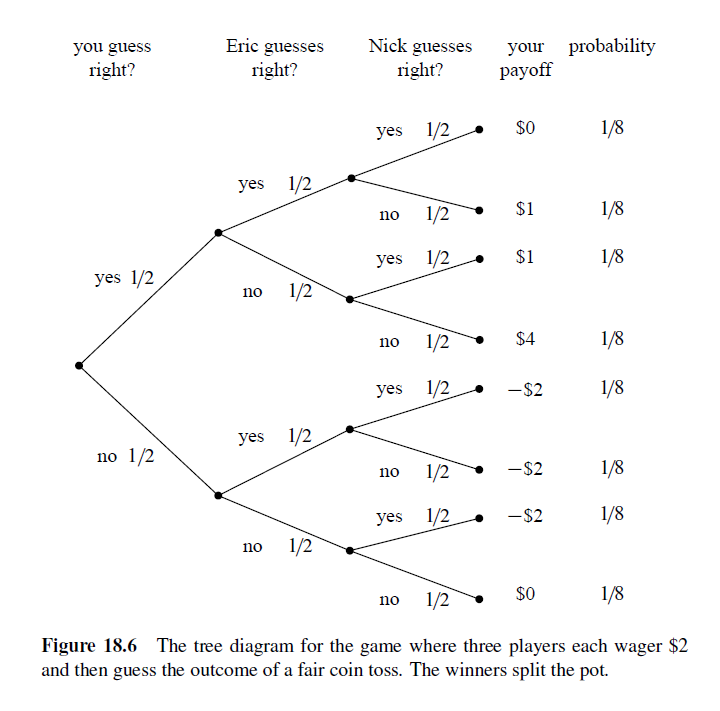 you guess Eric guesses Nick guesses your probability
right? right? right? payoff
yes 1/2 $0 1/8
yes 1/2
no 1/2 $1 1/8
yes 1/2 $1 1/8
yes 1/2
no 1/2
no 1/2 $4 1/8
yes 1/2 −$2 1/8
yes 1/2
no 1/2
no 1/2 −$2 1/8
yes 1/2 −$2 1/8
no 1/2
no 1/2 $0 1/8
Figure 18.6 The tree diagram for the game where three players each wager $2
and then guess the outcome of a fair coin toss. The winners split the pot.